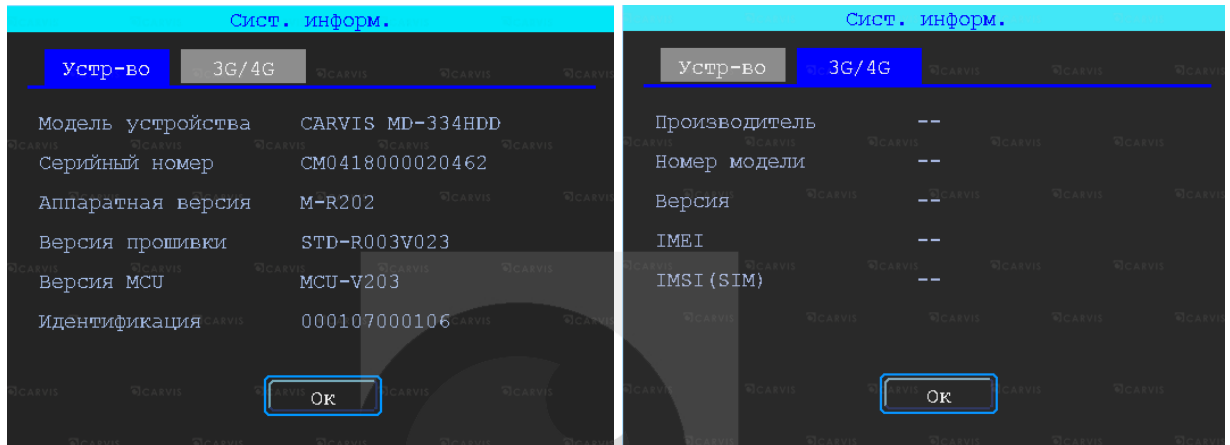 Сист. информ.
Устр-во 3G/4G
Модель устройства CARVIS MD-334HDD
Серийный номер CM0418000020462
Аппаратная версия M-R202
Версия прошивки STD-R003V023
Версия MCU MCU-V203
Идентификация 000107000106
Ок
Сист. информ.
Устр-во 3G/4G
Производитель --
Номер модели --
Версия --
IMEI --
IMSI(SIM) --
Ок